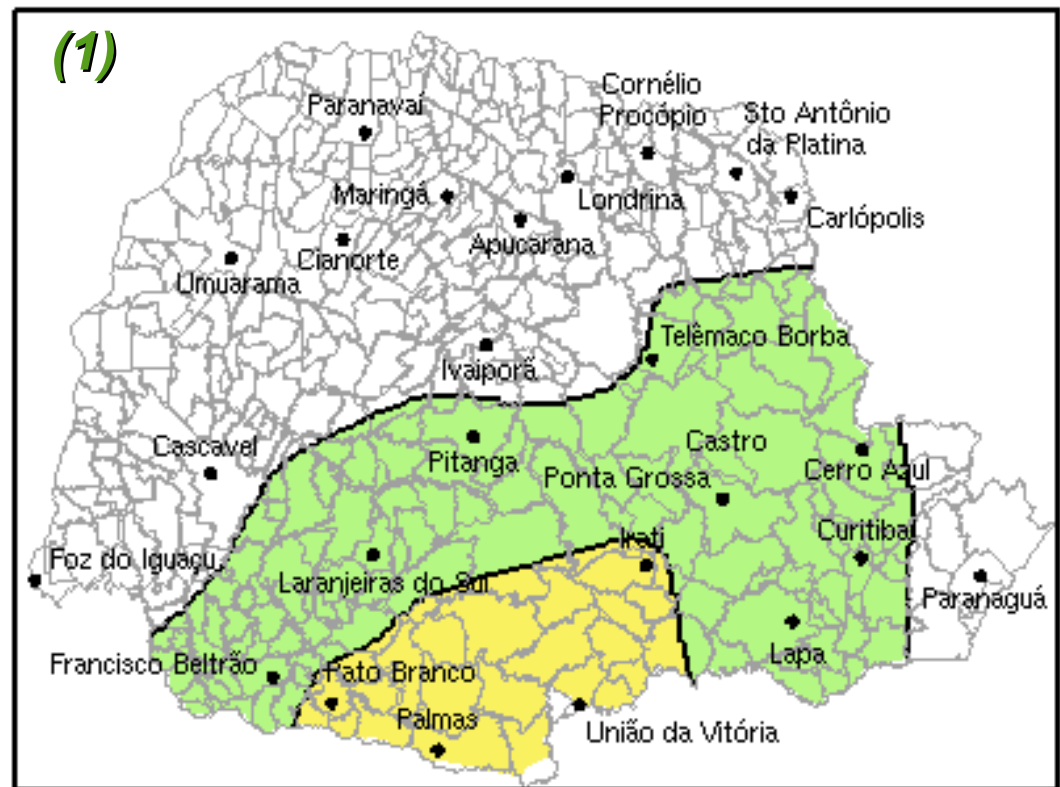 (1)
Cornélio
Procópio
Paranavaí
Sto Antônio
da Platina
Maringá
Londrina
Carlópolis
Apucarana
Cianorte
Umuarama
Telêmaco Borba
Ivaiporã
Cascavel
Castro
Pitanga
Ponta Grossa
Cerro Azul
Curitiba
Irati
Foz do Iguaçu
Laranjeiras do Sul
Paranaguá
Lapa
Francisco Beltrão
Pato Branco
Palmas
União da Vitória